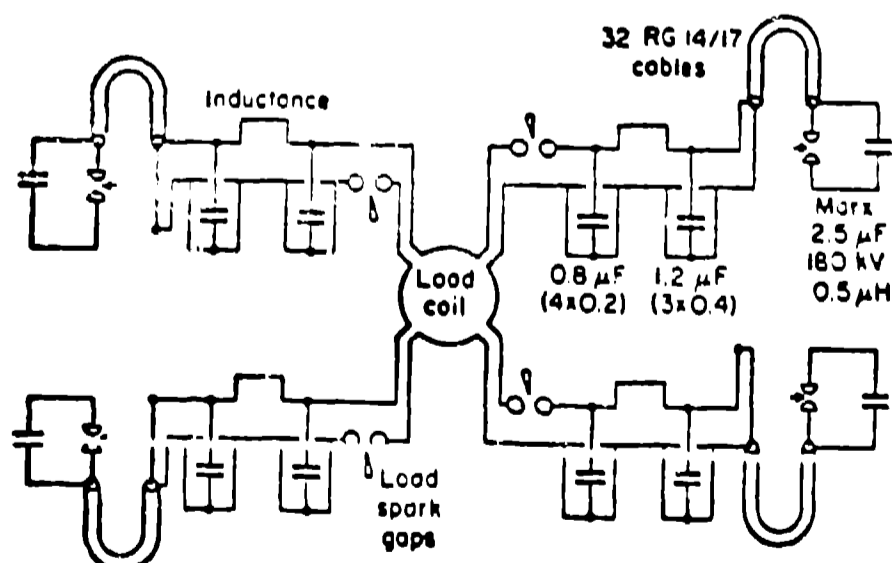 32 RG 14/17
cables
Inductance
Marx
2.5 μF
180 kV
0.5 μH
Load
coil
0.8 μF
(4x0.2)
1.2 μF
(3x0.4)
Load
spark
gaps